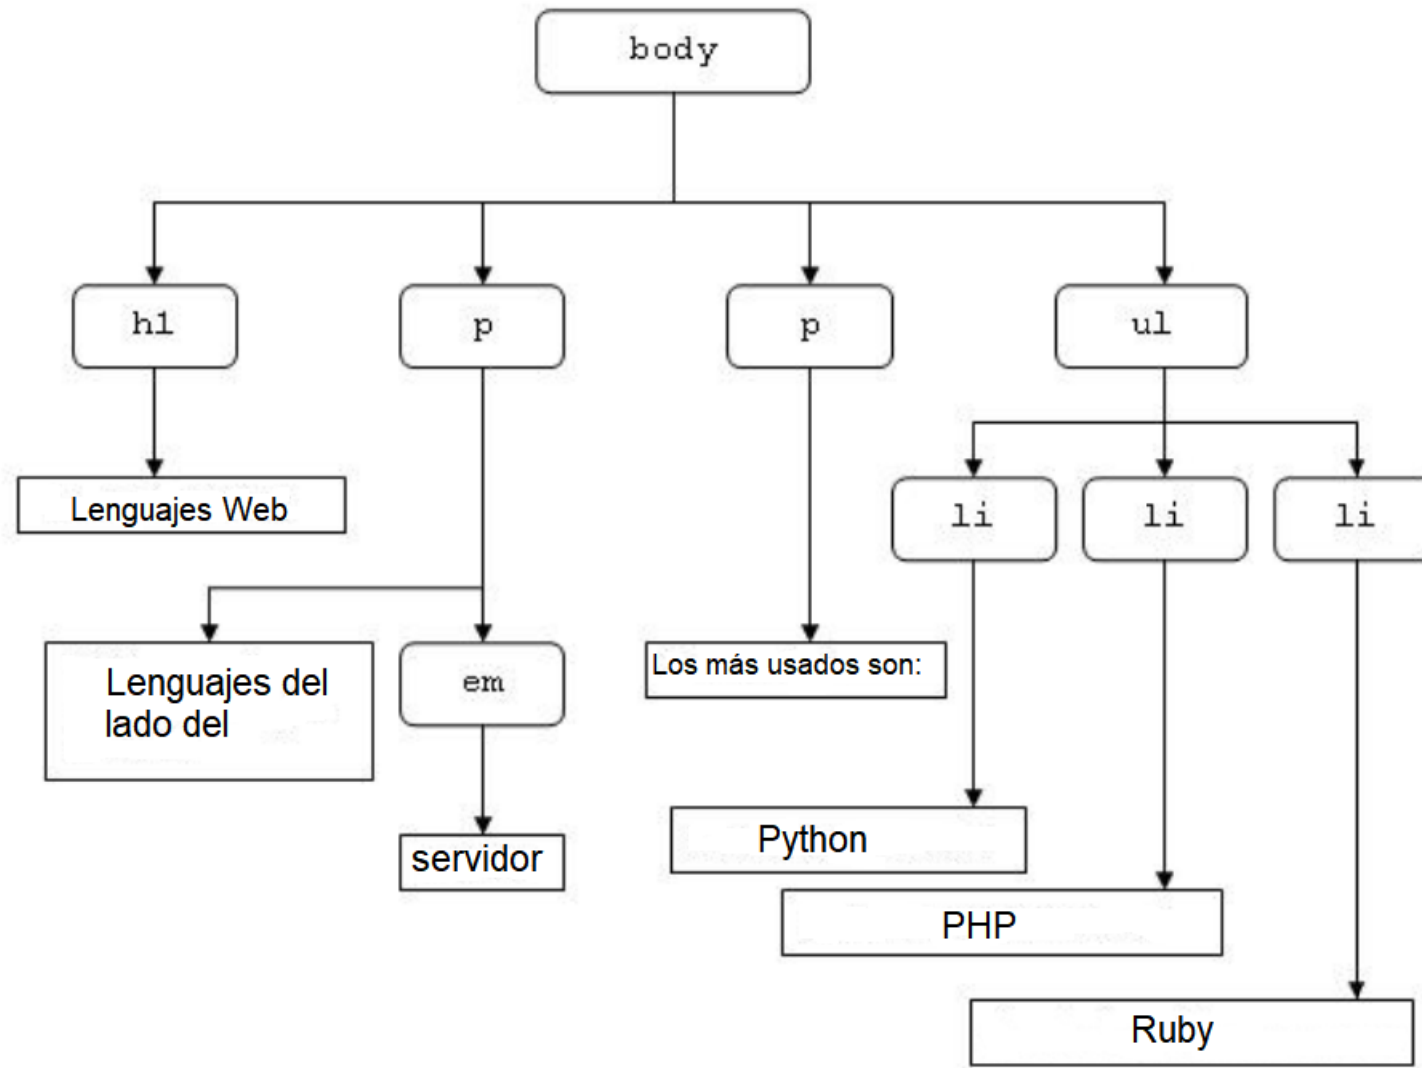 body
h1
p
p
ul
Lenguajes Web
li
li
li
Lenguajes del
lado del
em
Los más usados son:
servidor
Python
PHP
Ruby